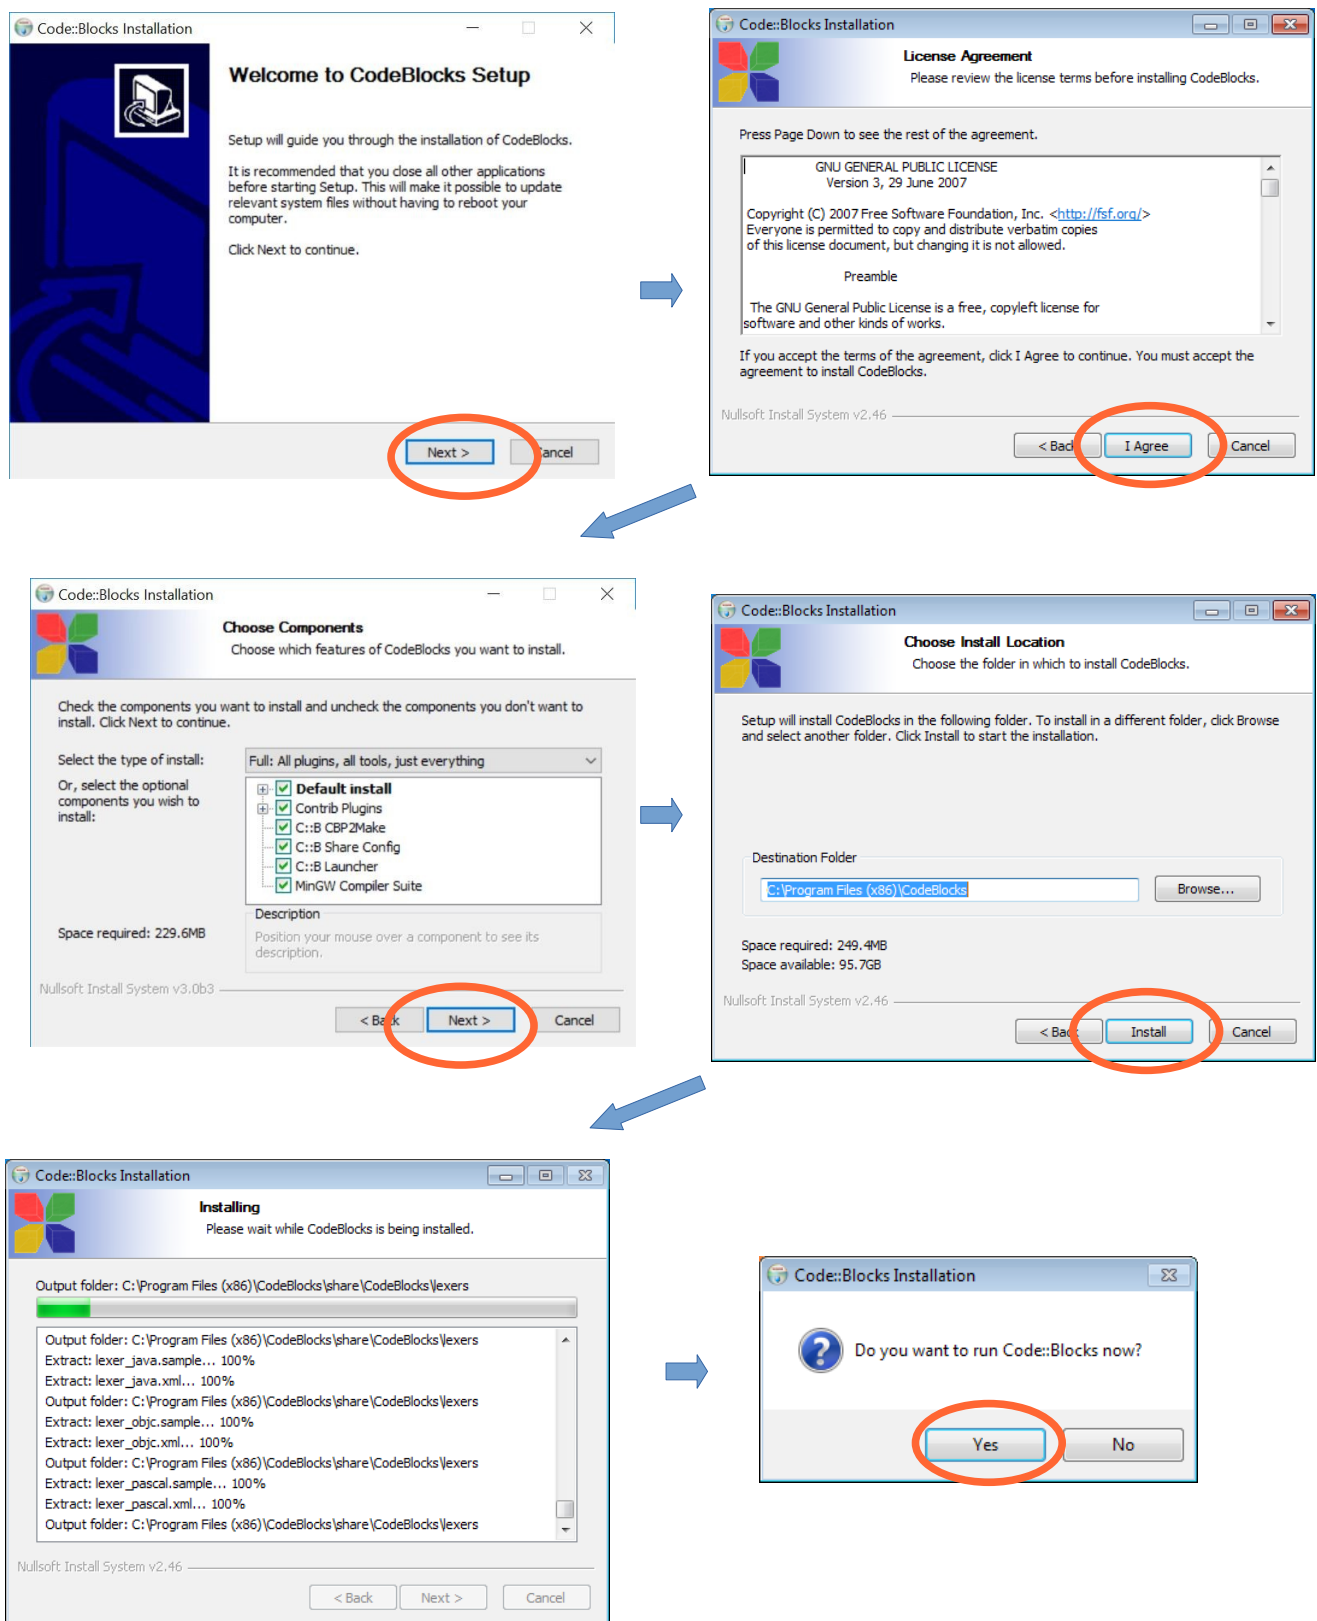 Code::Blocks Installation
Welcome to CodeBlocks Setup
Setup will guide you through the installation of CodeBlocks.
It is recommended that you close all other applications
before starting Setup. This will make it possible to update
relevant system files without having to reboot your
computer.
Click Next to continue.
Next >
Cancel
Code::Blocks Installation
License Agreement
Please review the license terms before installing CodeBlocks.
Press Page Down to see the rest of the agreement.
GNU GENERAL PUBLIC LICENSE
Version 3, 29 June 2007
Copyright (C) 2007 Free Software Foundation, Inc. <http://fsf.org/>
Everyone is permitted to copy and distribute verbatim copies
of this license document, but changing it is not allowed.
Preamble
The GNU General Public License is a free, copyleft license for
software and other kinds of works.
If you accept the terms of the agreement, click I Agree to continue. You must accept the
agreement to install CodeBlocks.
Nullsoft Install System v2.46
< Back
I Agree
Cancel
Code::Blocks Installation
Choose Components
Choose which features of CodeBlocks you want to install.
Check the components you want to install and uncheck the components you don't want to
install. Click Next to continue.
Select the type of install:
Full: All plugins, all tools, just everything
Or, select the optional
components you wish to
install:
Default install
Contrib Plugins
C::B CBP2Make
C::B Share Config
C::B Launcher
MinGW Compiler Suite
Space required: 229.6MB
Description
Position your mouse over a component to see its
description.
Nullsoft Install System v3.0b3
< Back
Next >
Cancel
Code::Blocks Installation
Choose Install Location
Choose the folder in which to install CodeBlocks.
Setup will install CodeBlocks in the following folder. To install in a different folder, click Browse
and select another folder. Click Install to start the installation.
Destination Folder
C:\Program Files (x86)\CodeBlocks
Browse...
Space required: 249.4MB
Space available: 95.7GB
Nullsoft Install System v2.46
< Back
Install
Cancel
Code::Blocks Installation
Installing
Please wait while CodeBlocks is being installed.
Output folder: C:\Program Files (x86)\CodeBlocks\share\CodeBlocks\lexers
Output folder: C:\Program Files (x86)\CodeBlocks\share\CodeBlocks\lexers
Extract: lexer_java.sample... 100%
Extract: lexer_java.xml... 100%
Output folder: C:\Program Files (x86)\CodeBlocks\share\CodeBlocks\lexers
Extract: lexer_objc.sample... 100%
Extract: lexer_objc.xml... 100%
Output folder: C:\Program Files (x86)\CodeBlocks\share\CodeBlocks\lexers
Extract: lexer_pascal.sample... 100%
Extract: lexer_pascal.xml... 100%
Output folder: C:\Program Files (x86)\CodeBlocks\share\CodeBlocks\lexers
Nullsoft Install System v2.46
< Back
Next >
Cancel
Code::Blocks Installation
Do you want to run Code::Blocks now?
Yes
No